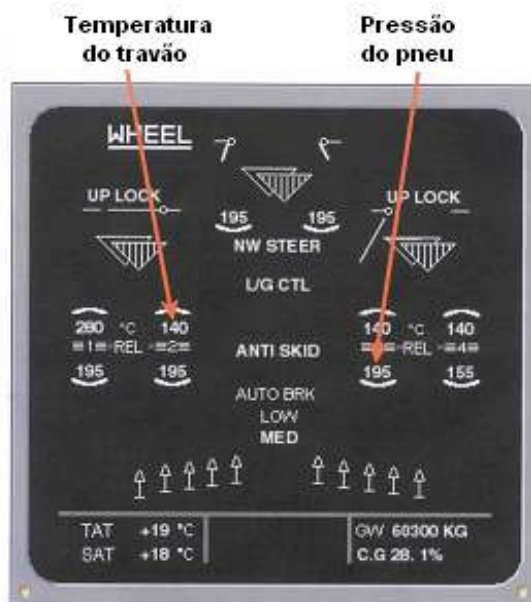 Temperatura
do travão
Pressão
do pneu
WHEEL
UP LOCK
UP LOCK
195 195
NW STEER
L/G CTL
280 °C 140
140 °C 140
1 REL 2
ANTI SKID
REL 4
195 195
195 155
AUTO BRK
LOW
MED
TAT +19 °C
GW 60300 KG
SAT +18 °C
C.G 28. 1%